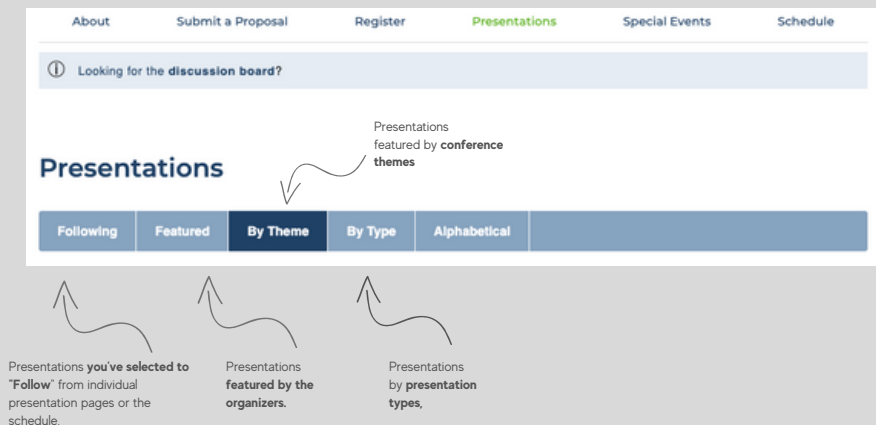 About Submit a Proposal Register Presentations Special Events Schedule
Looking for the discussion board?
Presentations
featured by conference
themes
Presentations
Following Featured By Theme By Type Alphabetical
Presentations you've selected to
"Follow" from individual
presentation pages or the
schedule.
Presentations
featured by the
organizers.
Presentations
by presentation
types,